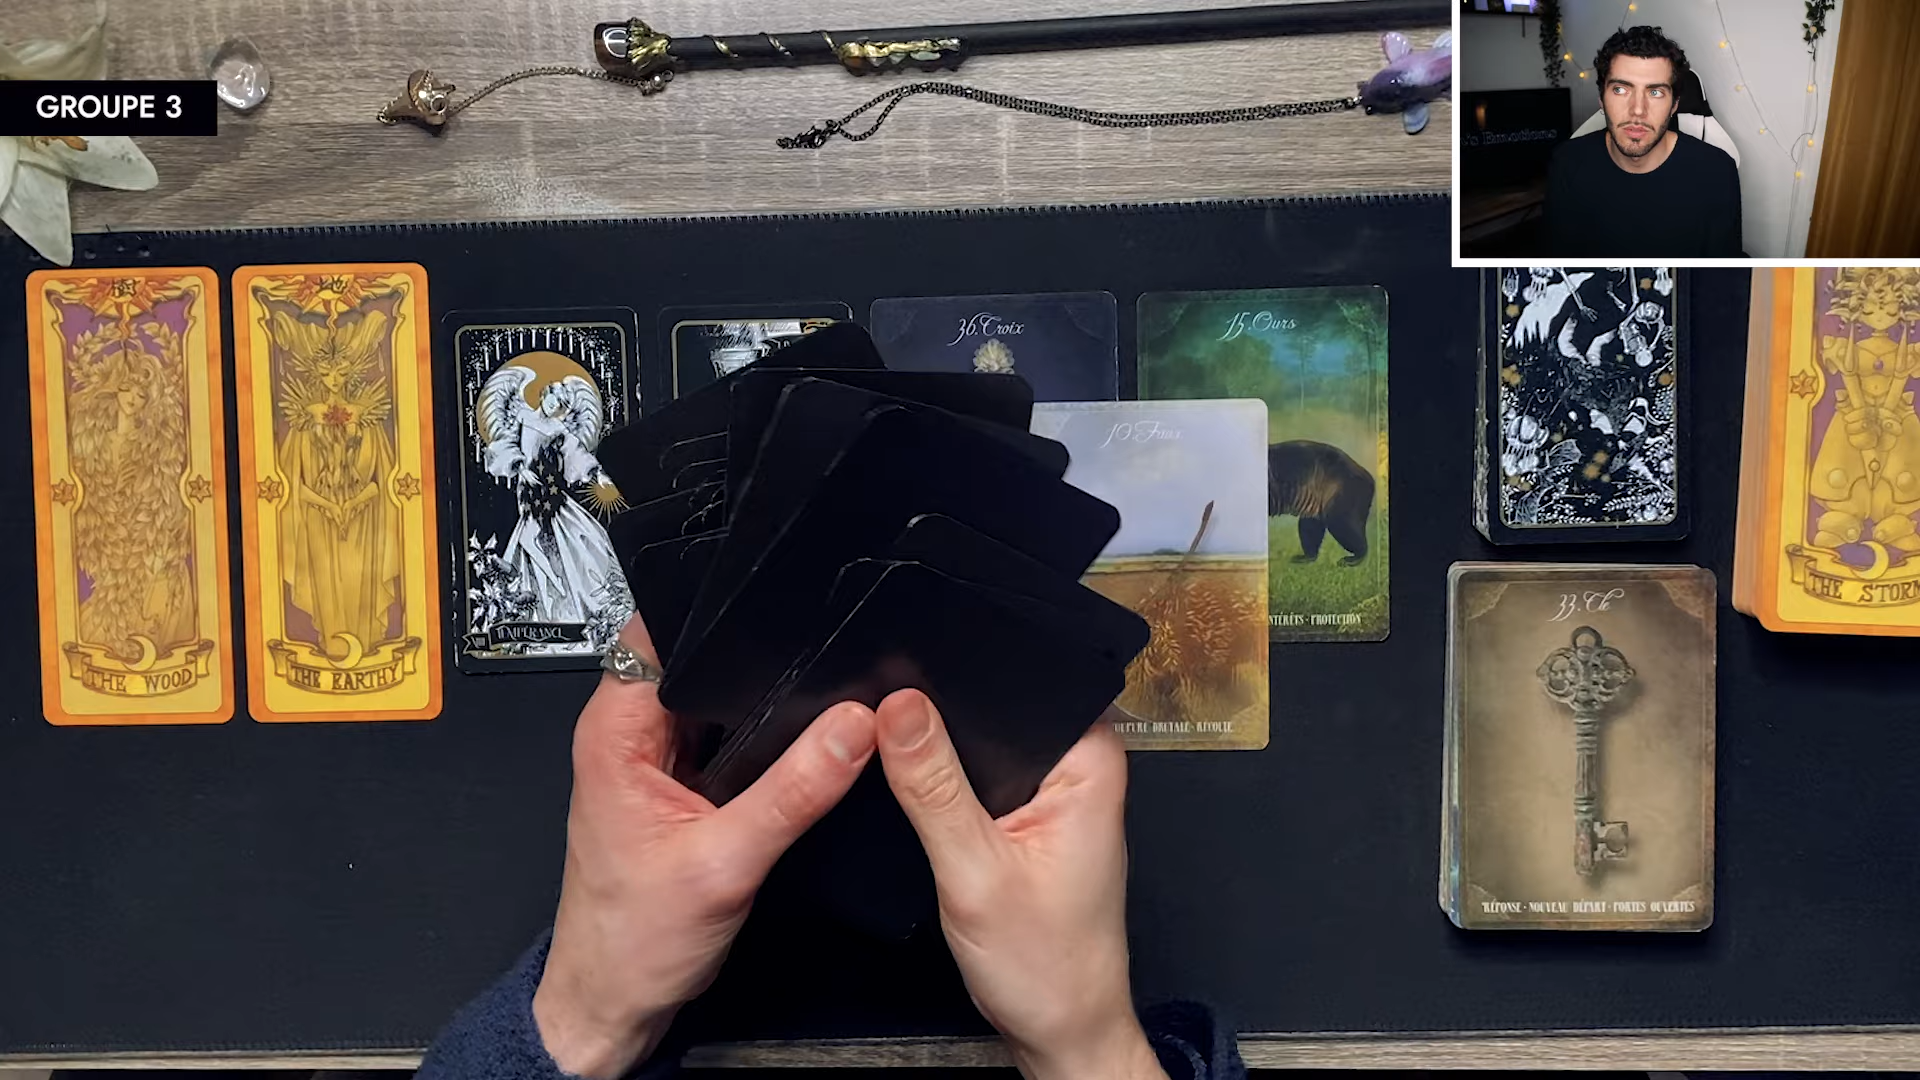 GROUPE 3
36. Croix
15. Ours
10. Faux
INTÉRÊTS · PROTECTION
33. Clé
THE WOOD
THE EARTHY
TEMPÉRANCE
THE STORM
COUPURE BRUTALE · RÉCOLTE
RÉPONSE · NOUVEAU DÉPART · PORTES OUVERTES